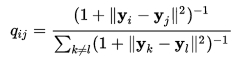 q_{ij} = \frac{(1 + \|\mathbf{y}_i - \mathbf{y}_j\|^2)^{-1}}{\sum_{k \neq l}(1 + \|\mathbf{y}_k - \mathbf{y}_l\|^2)^{-1}}